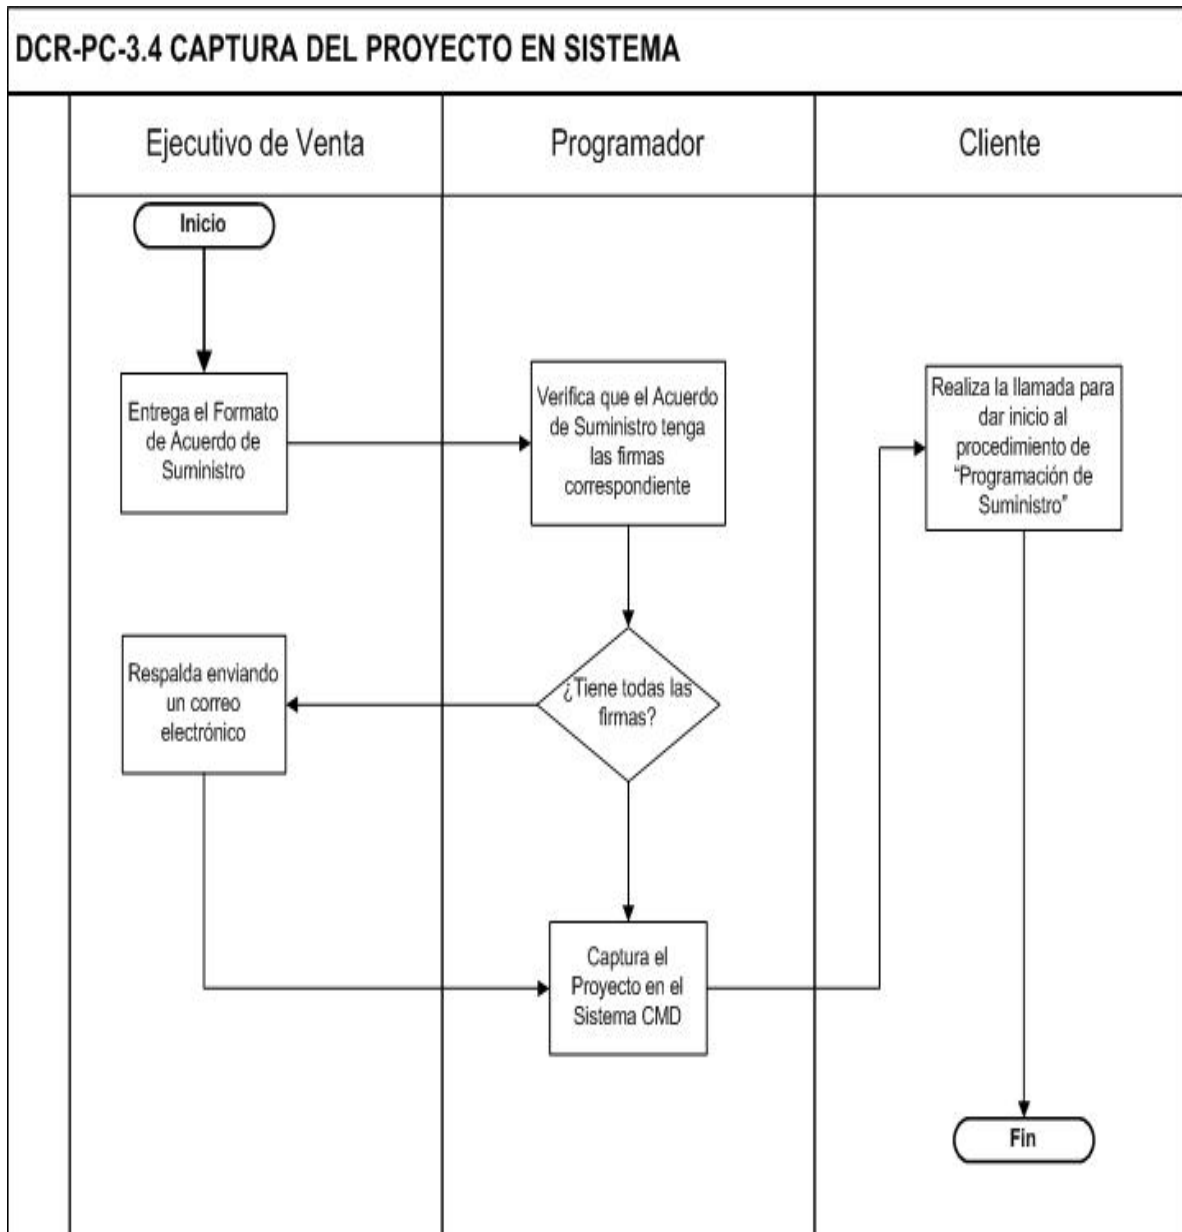 DCR-PC-3.4 CAPTURA DEL PROYECTO EN SISTEMA
Ejecutivo de Venta
Programador
Cliente
Inicio
Entrega el Formato
de Acuerdo de
Suministro
Verifica que el Acuerdo
de Suministro tenga
las firmas
correspondiente
Realiza la llamada para
dar inicio al
procedimiento de
“Programación de
Suministro”
Respalda enviando
un correo
electrónico
¿Tiene todas las
firmas?
Captura el
Proyecto en el
Sistema CMD
Fin